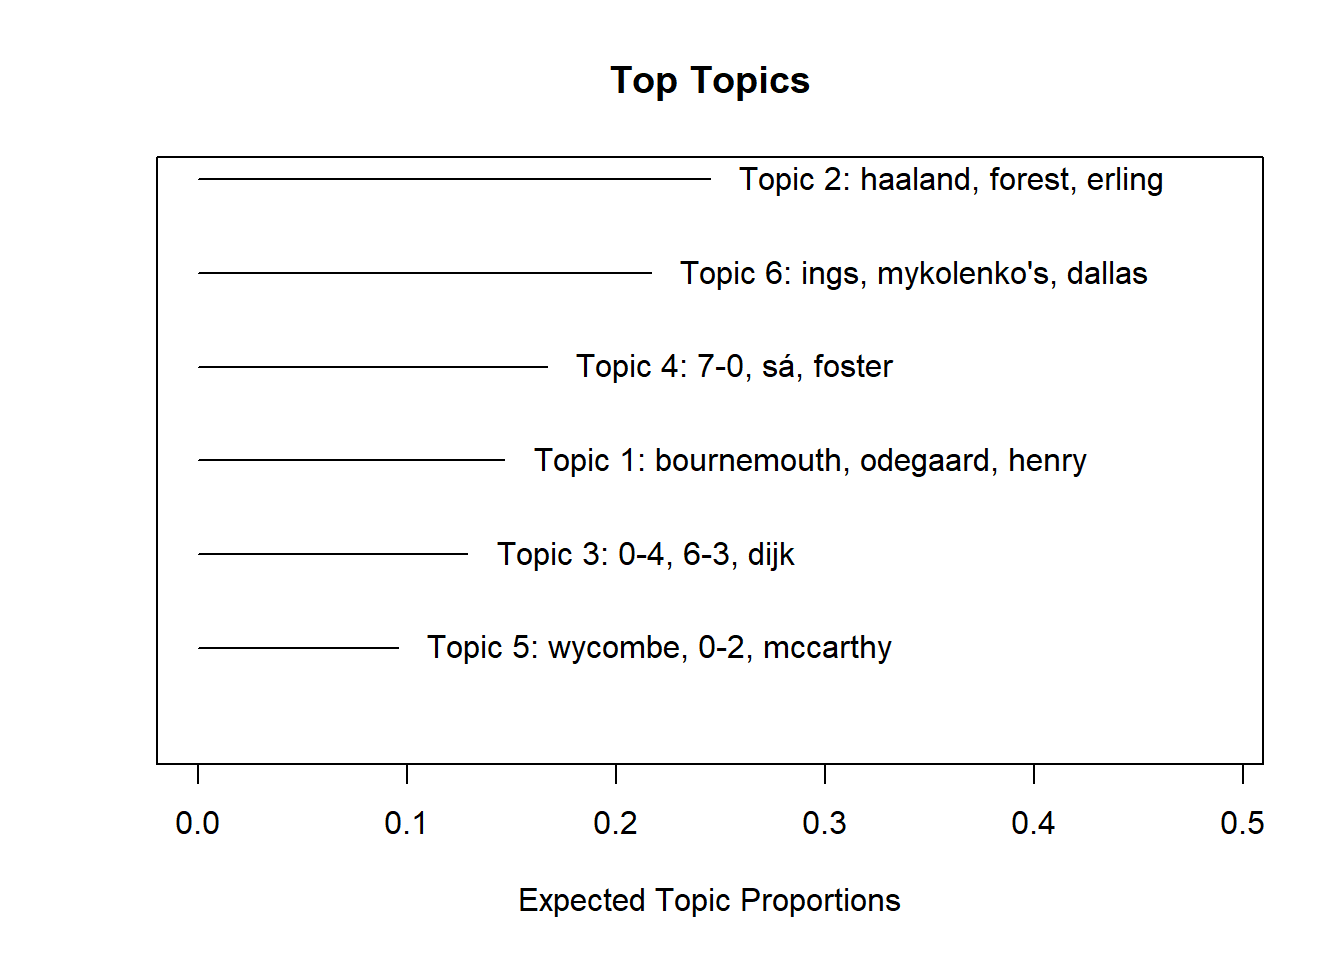 Top Topics
Topic 2: haaland, forest, erling
Topic 6: ings, mykolenko's, dallas
Topic 4: 7-0, sá, foster
Topic 1: bournemouth, odegaard, henry
Topic 3: 0-4, 6-3, dijk
Topic 5: wycombe, 0-2, mccarthy
0.0 0.1 0.2 0.3 0.4 0.5
Expected Topic Proportions